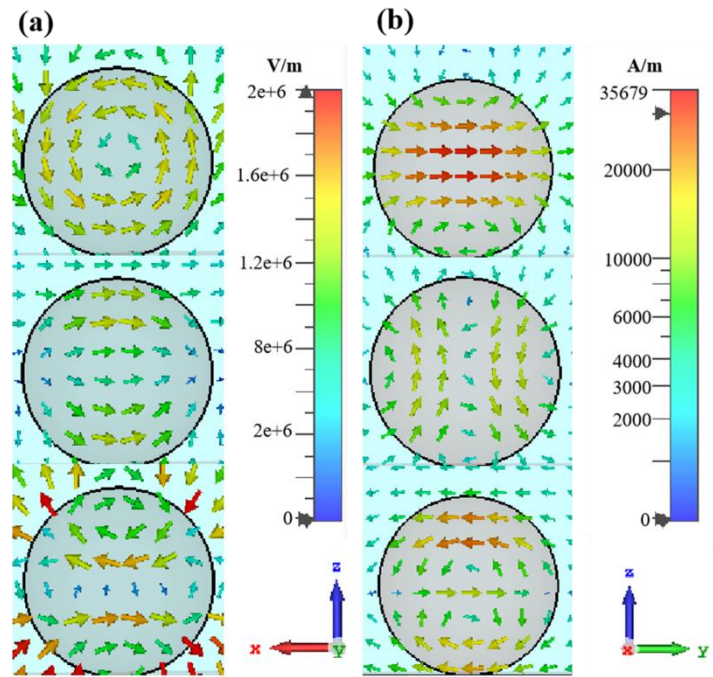 (a)
(b)
V/m
2e+6
1.6e+6
1.2e+6
8e+6
2e+6
0
A/m
35679
20000
10000
6000
4000
3000
2000
0
z
x
y
z
x
y